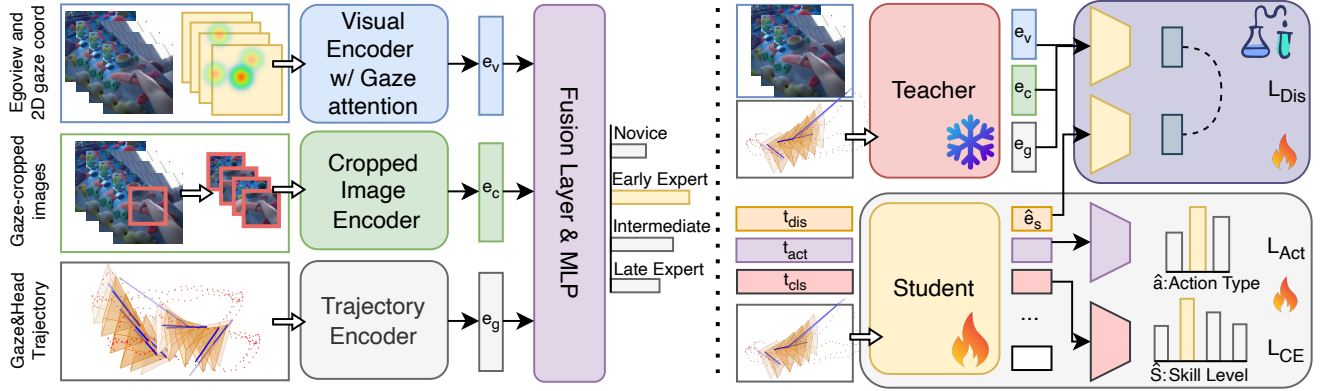 Egoview and
2D gaze coord
Visual
Encoder
w/ Gaze
attention
e_v
Gaze-cropped
images
Cropped
Image
Encoder
e_c
Gaze&Head
Trajectory
Trajectory
Encoder
e_g
Fusion Layer & MLP
Novice
Early Expert
Intermediate
Late Expert
Teacher
e_v
e_c
e_g
L_Dis
t_dis
t_act
t_cls
Student
ê_s
...
L_Act
â:Action Type
L_CE
Ŝ:Skill Level